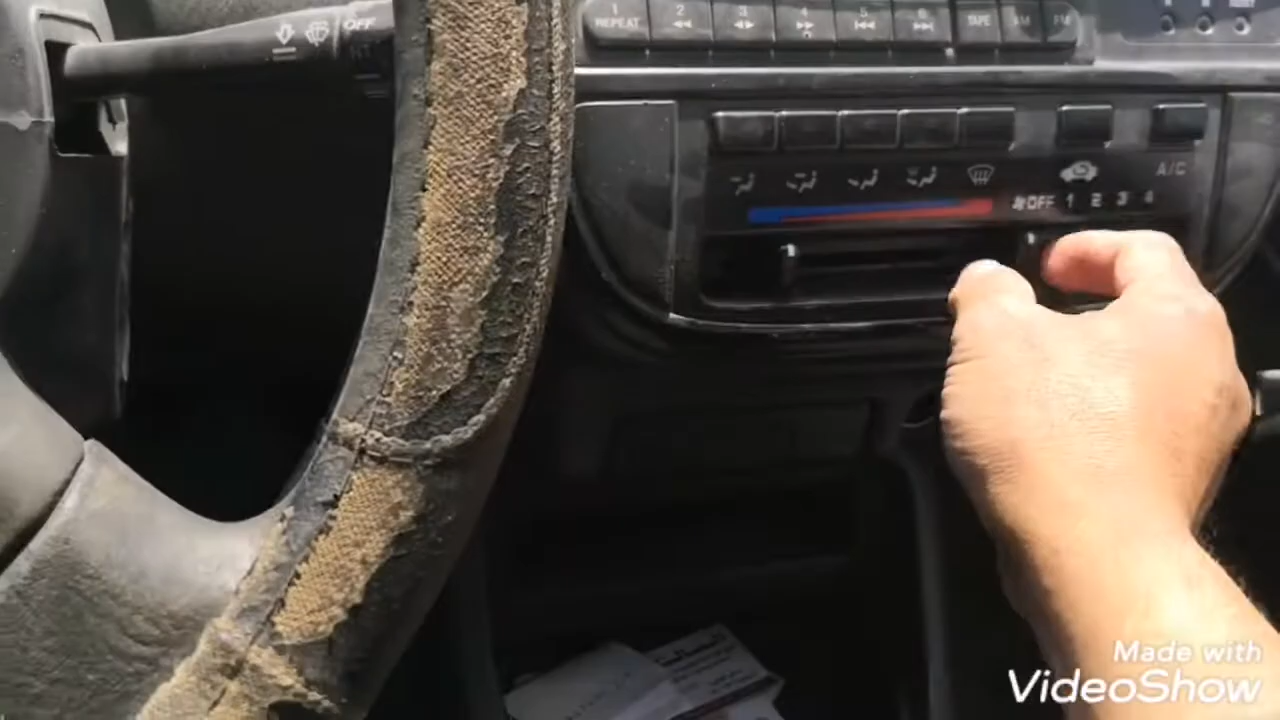 OFF
1 2 3 4 5 6 TAPE AM FM
REPEAT
A/C
OFF 1 2 3 4
Made with
VideoShow